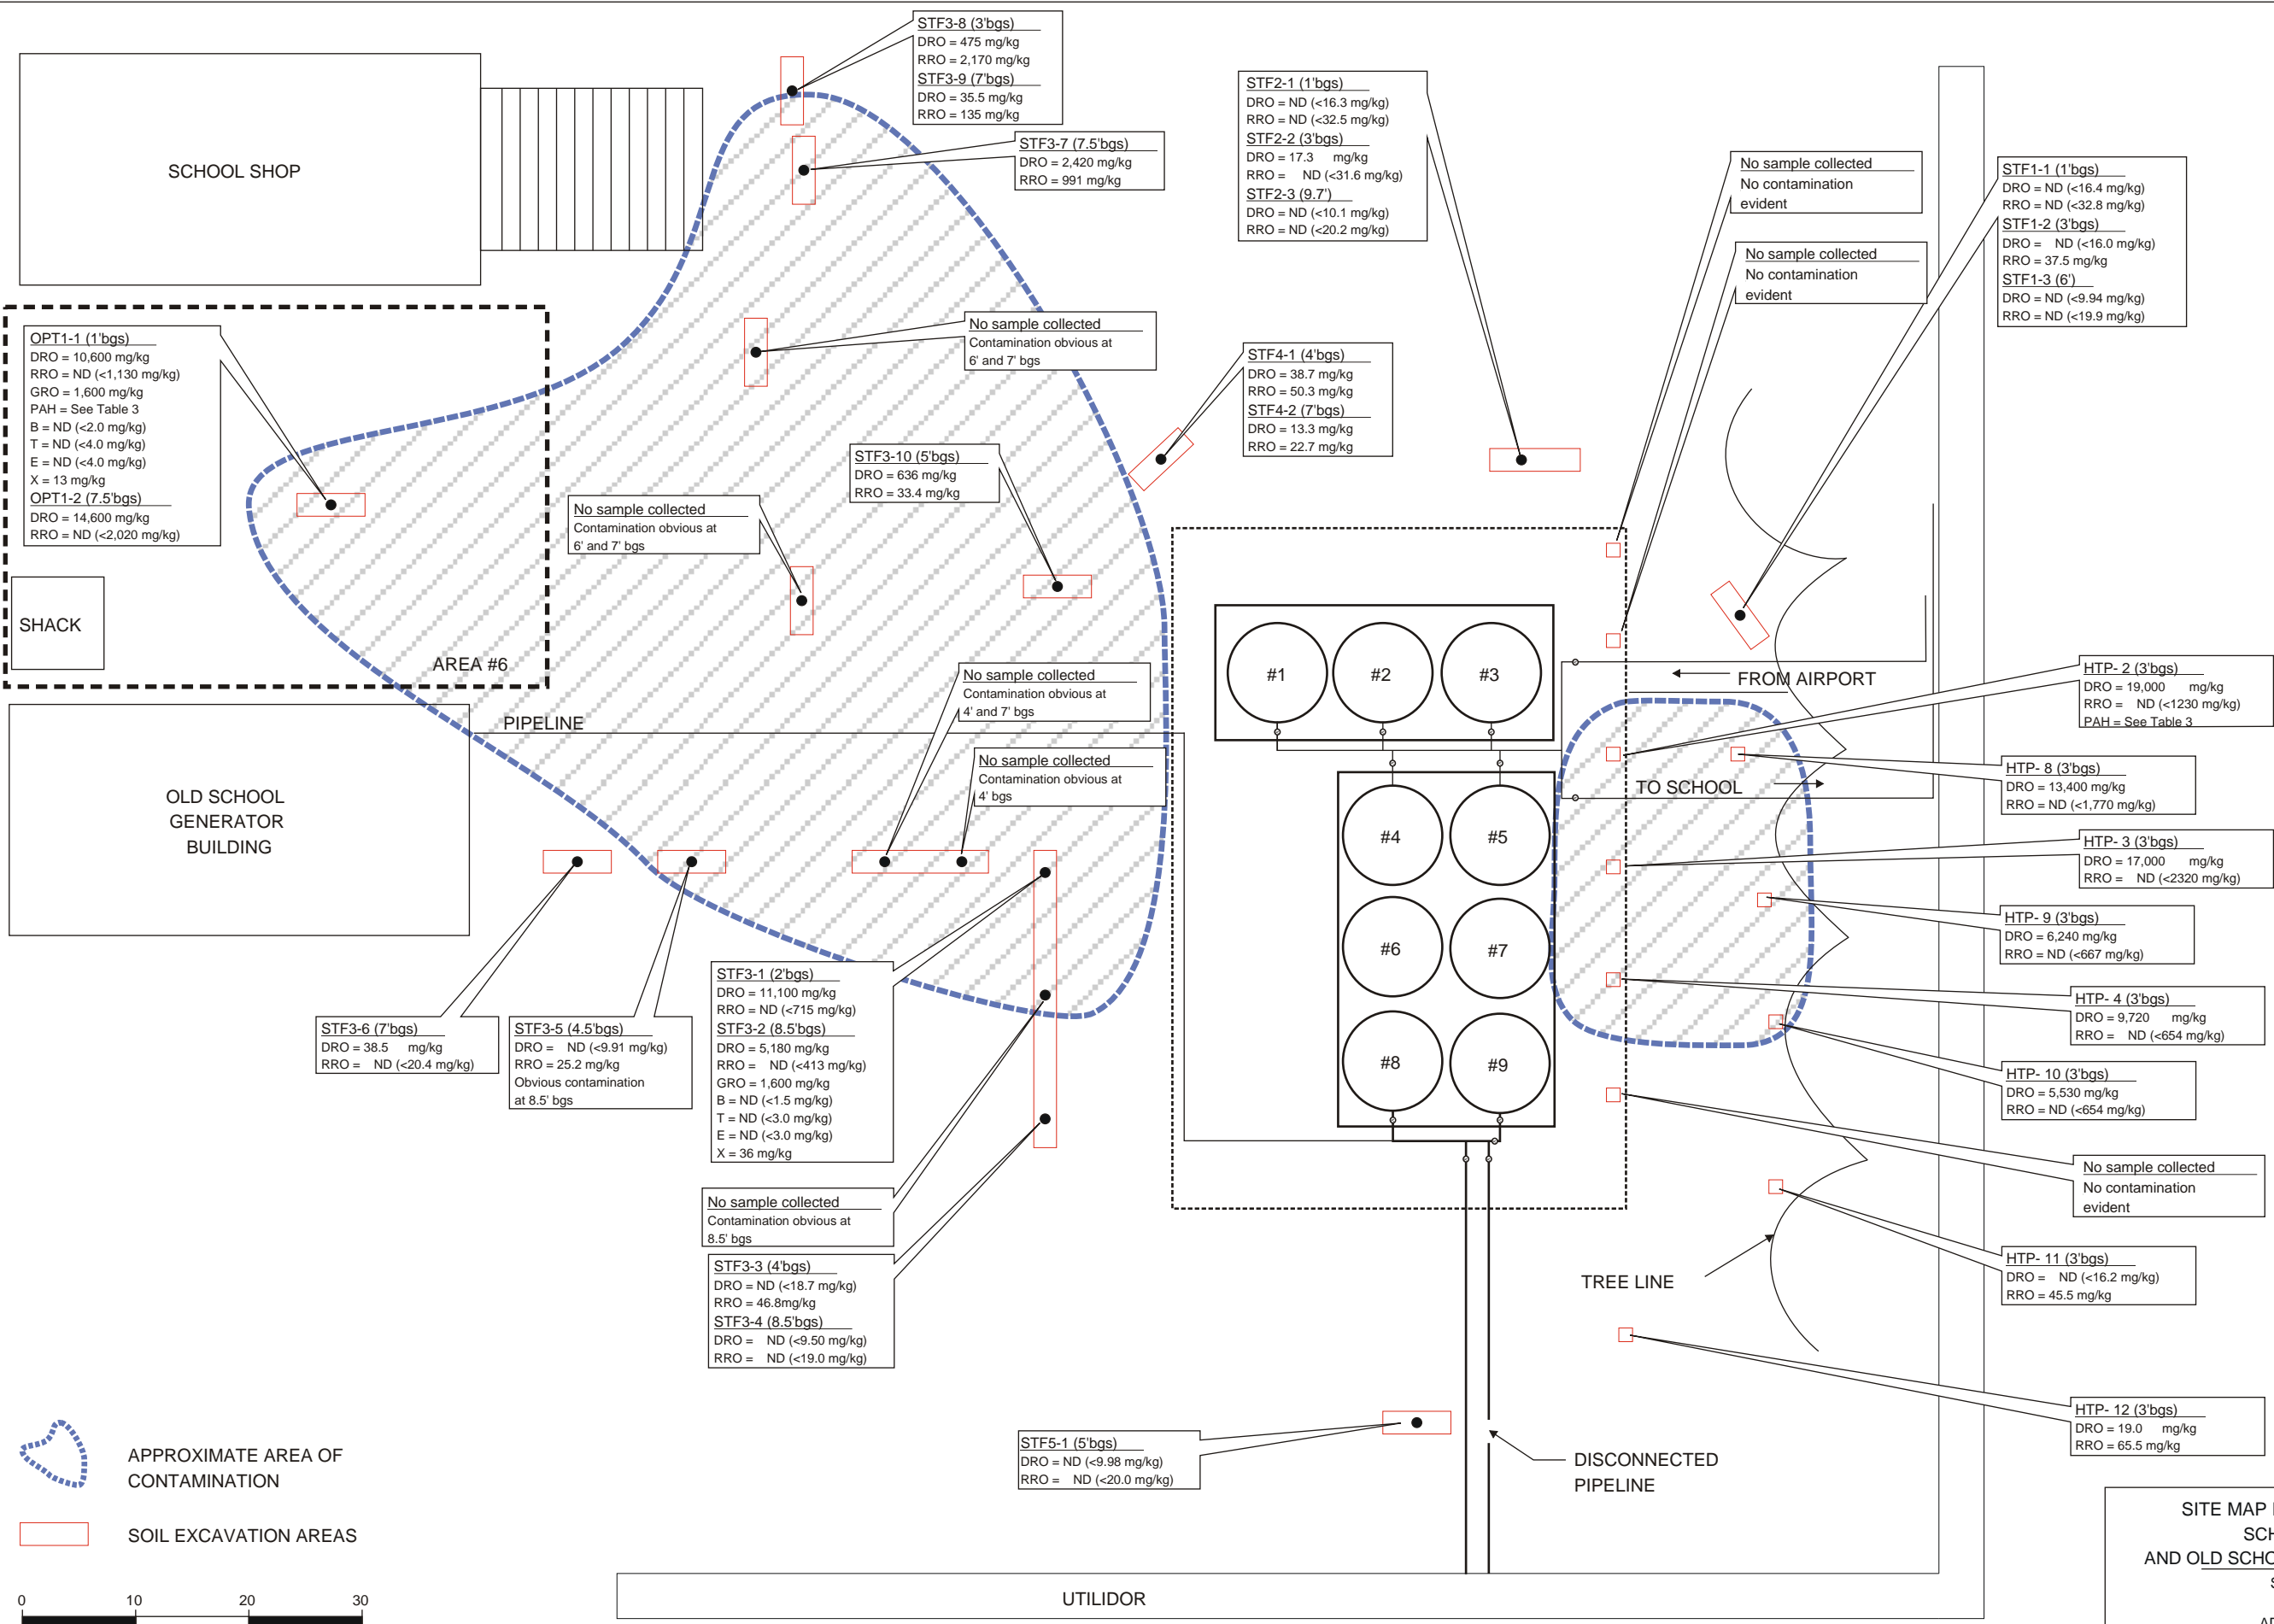 STF3-8 (3'bgs)
DRO = 475 mg/kg
RRO = 2,170 mg/kg
STF3-9 (7'bgs)
DRO = 35.5 mg/kg
RRO = 135 mg/kg
STF3-7 (7.5'bgs)
DRO = 2,420 mg/kg
RRO = 991 mg/kg
STF2-1 (1'bgs)
DRO = ND (<16.3 mg/kg)
RRO = ND (<32.5 mg/kg)
STF2-2 (3'bgs)
DRO = 17.3 mg/kg
RRO = ND (<31.6 mg/kg)
STF2-3 (9.7')
DRO = ND (<10.1 mg/kg)
RRO = ND (<20.2 mg/kg)
No sample collected
No contamination
evident
No sample collected
No contamination
evident
STF1-1 (1'bgs)
DRO = ND (<16.4 mg/kg)
RRO = ND (<32.8 mg/kg)
STF1-2 (3'bgs)
DRO = ND (<16.0 mg/kg)
RRO = 37.5 mg/kg
STF1-3 (6')
DRO = ND (<9.94 mg/kg)
RRO = ND (<19.9 mg/kg)
SCHOOL SHOP
OPT1-1 (1'bgs)
DRO = 10,600 mg/kg
RRO = ND (<1,130 mg/kg)
GRO = 1,600 mg/kg
PAH = See Table 3
B = ND (<2.0 mg/kg)
T = ND (<4.0 mg/kg)
E = ND (<4.0 mg/kg)
X = 13 mg/kg
OPT1-2 (7.5'bgs)
DRO = 14,600 mg/kg
RRO = ND (<2,020 mg/kg)
No sample collected
Contamination obvious at
6' and 7' bgs
STF4-1 (4'bgs)
DRO = 38.7 mg/kg
RRO = 50.3 mg/kg
STF4-2 (7'bgs)
DRO = 13.3 mg/kg
RRO = 22.7 mg/kg
STF3-10 (5'bgs)
DRO = 636 mg/kg
RRO = 33.4 mg/kg
No sample collected
Contamination obvious at
6' and 7' bgs
SHACK
AREA #6
#1
#2
#3
FROM AIRPORT
HTP- 2 (3'bgs)
DRO = 19,000 mg/kg
RRO = ND (<1230 mg/kg)
PAH = See Table 3
No sample collected
Contamination obvious at
4' and 7' bgs
PIPELINE
No sample collected
Contamination obvious at
4' bgs
TO SCHOOL
HTP- 8 (3'bgs)
DRO = 13,400 mg/kg
RRO = ND (<1,770 mg/kg)
OLD SCHOOL
GENERATOR
BUILDING
#4
#5
HTP- 3 (3'bgs)
DRO = 17,000 mg/kg
RRO = ND (<2320 mg/kg)
#6
#7
HTP- 9 (3'bgs)
DRO = 6,240 mg/kg
RRO = ND (<667 mg/kg)
STF3-1 (2'bgs)
DRO = 11,100 mg/kg
RRO = ND (<715 mg/kg)
STF3-2 (8.5'bgs)
DRO = 5,180 mg/kg
RRO = ND (<413 mg/kg)
GRO = 1,600 mg/kg
B = ND (<1.5 mg/kg)
T = ND (<3.0 mg/kg)
E = ND (<3.0 mg/kg)
X = 36 mg/kg
HTP- 4 (3'bgs)
DRO = 9,720 mg/kg
RRO = ND (<654 mg/kg)
STF3-6 (7'bgs)
DRO = 38.5 mg/kg
RRO = ND (<20.4 mg/kg)
STF3-5 (4.5'bgs)
DRO = ND (<9.91 mg/kg)
RRO = 25.2 mg/kg
Obvious contamination
at 8.5' bgs
#8
#9
HTP- 10 (3'bgs)
DRO = 5,530 mg/kg
RRO = ND (<654 mg/kg)
No sample collected
No contamination
evident
No sample collected
Contamination obvious at
8.5' bgs
STF3-3 (4'bgs)
DRO = ND (<18.7 mg/kg)
RRO = 46.8mg/kg
STF3-4 (8.5'bgs)
DRO = ND (<9.50 mg/kg)
RRO = ND (<19.0 mg/kg)
TREE LINE
HTP- 11 (3'bgs)
DRO = ND (<16.2 mg/kg)
RRO = 45.5 mg/kg
HTP- 12 (3'bgs)
DRO = 19.0 mg/kg
RRO = 65.5 mg/kg
STF5-1 (5'bgs)
DRO = ND (<9.98 mg/kg)
RRO = ND (<20.0 mg/kg)
DISCONNECTED
PIPELINE
APPROXIMATE AREA OF
CONTAMINATION
SOIL EXCAVATION AREAS
0 10 20 30
UTILIDOR
SITE MAP
SCH
AND OLD SCHO